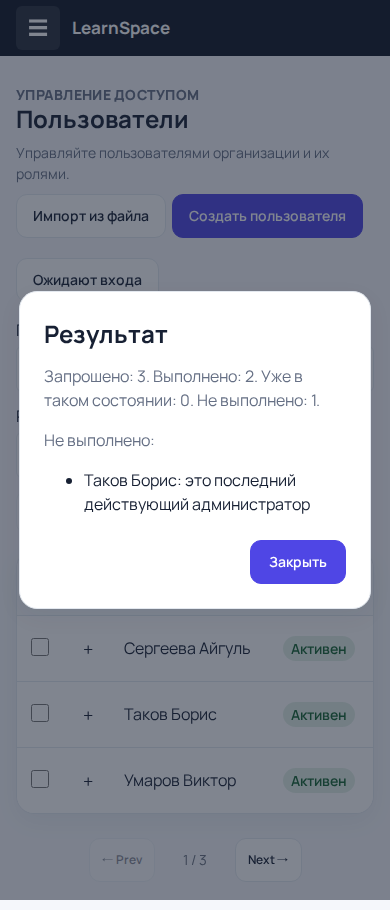 ☰ LearnSpace
УПРАВЛЕНИЕ ДОСТУПОМ
Пользователи
Управляйте пользователями организации и их
ролями.
Импорт из файла Создать пользователя
Ожидают входа
Результат
Запрошено: 3. Выполнено: 2. Уже в
таком состоянии: 0. Не выполнено: 1.
Не выполнено:
• Таков Борис: это последний
действующий администратор
Закрыть
+ Сергеева Айгуль Активен
+ Таков Борис Активен
+ Умаров Виктор Активен
← Prev 1 / 3 Next →